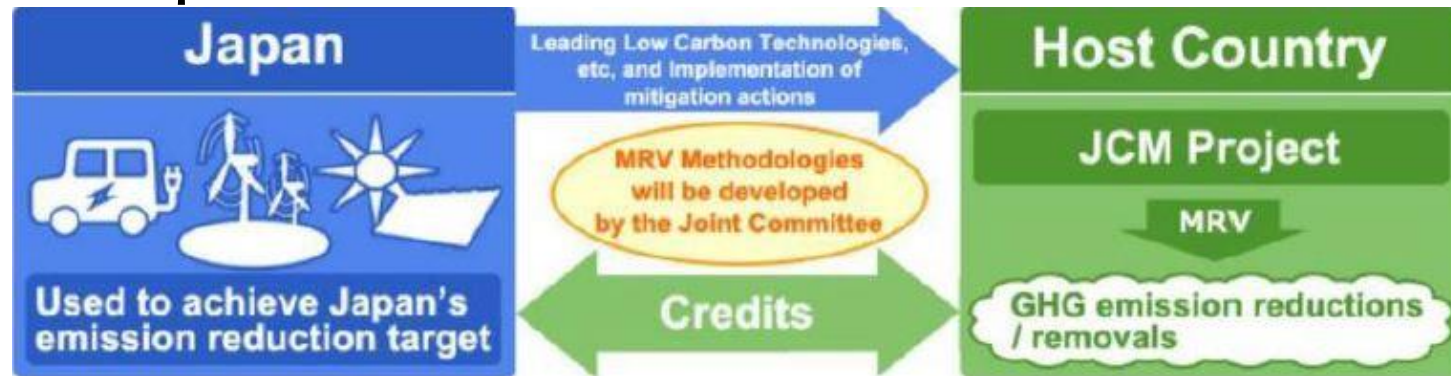 Japan
Leading Low Carbon Technologies,
etc, and Implementation of
mitigation actions
Host Country
MRV Methodologies
will be developed
by the Joint Committee
JCM Project
MRV
Used to achieve Japan's
emission reduction target
Credits
GHG emission reductions
/ removals